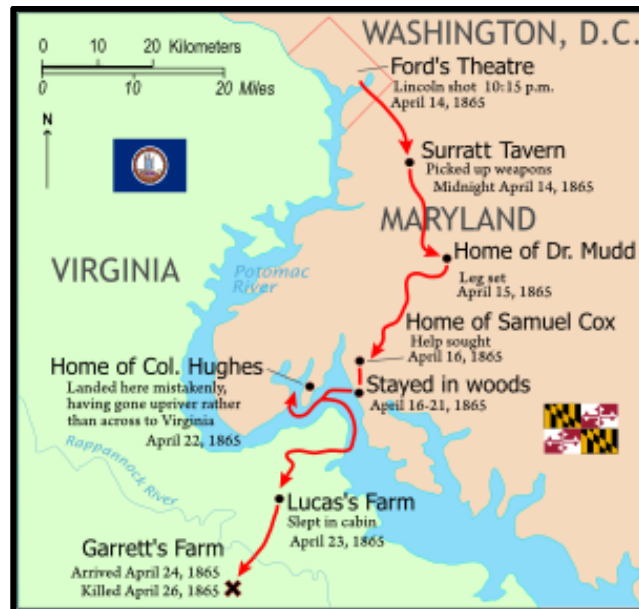 WASHINGTON, D.C.
0 10 20 Kilometers
0 10 20 Miles
N
Ford's Theatre
Lincoln shot 10:15 p.m.
April 14, 1865
Surratt Tavern
Picked up weapons
Midnight April 14, 1865
MARYLAND
VIRGINIA
Potomac
River
Home of Dr. Mudd
Leg set
April 15, 1865
Home of Samuel Cox
Help sought
April 16, 1865
Home of Col. Hughes
Landed here mistakenly,
having gone upriver rather
than across to Virginia
April 22, 1865
Stayed in woods
April 16-21, 1865
Rappannock River
Lucas's Farm
Slept in cabin
April 23, 1865
Garrett's Farm
Arrived April 24, 1865
Killed April 26, 1865